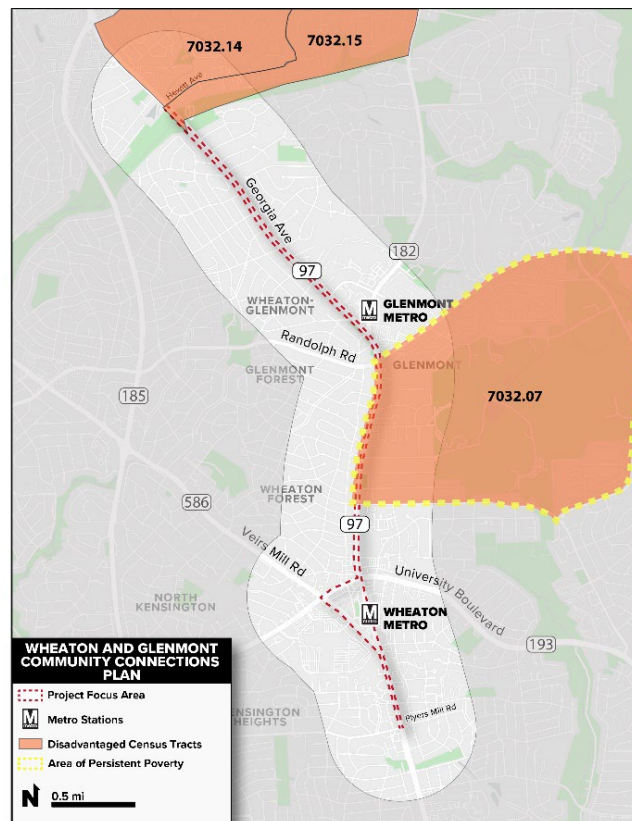 7032.14
7032.15
Hewitt Ave
Georgia Ave
182
97
WHEATON-
GLENMONT
M
GLENMONT
METRO
Randolph Rd
GLENMONT
FOREST
GLENMONT
7032.07
185
WHEATON
FOREST
586
97
Veirs Mill Rd
University Boulevard
NORTH
KENSINGTON
M
WHEATON
METRO
193
ENSINGTON
HEIGHTS
Plyers Mill Rd
WHEATON AND GLENMONT
COMMUNITY CONNECTIONS
PLAN
Project Focus Area
M
Metro Stations
Disadvantaged Census Tracts
Area of Persistent Poverty
N
0.5 mi